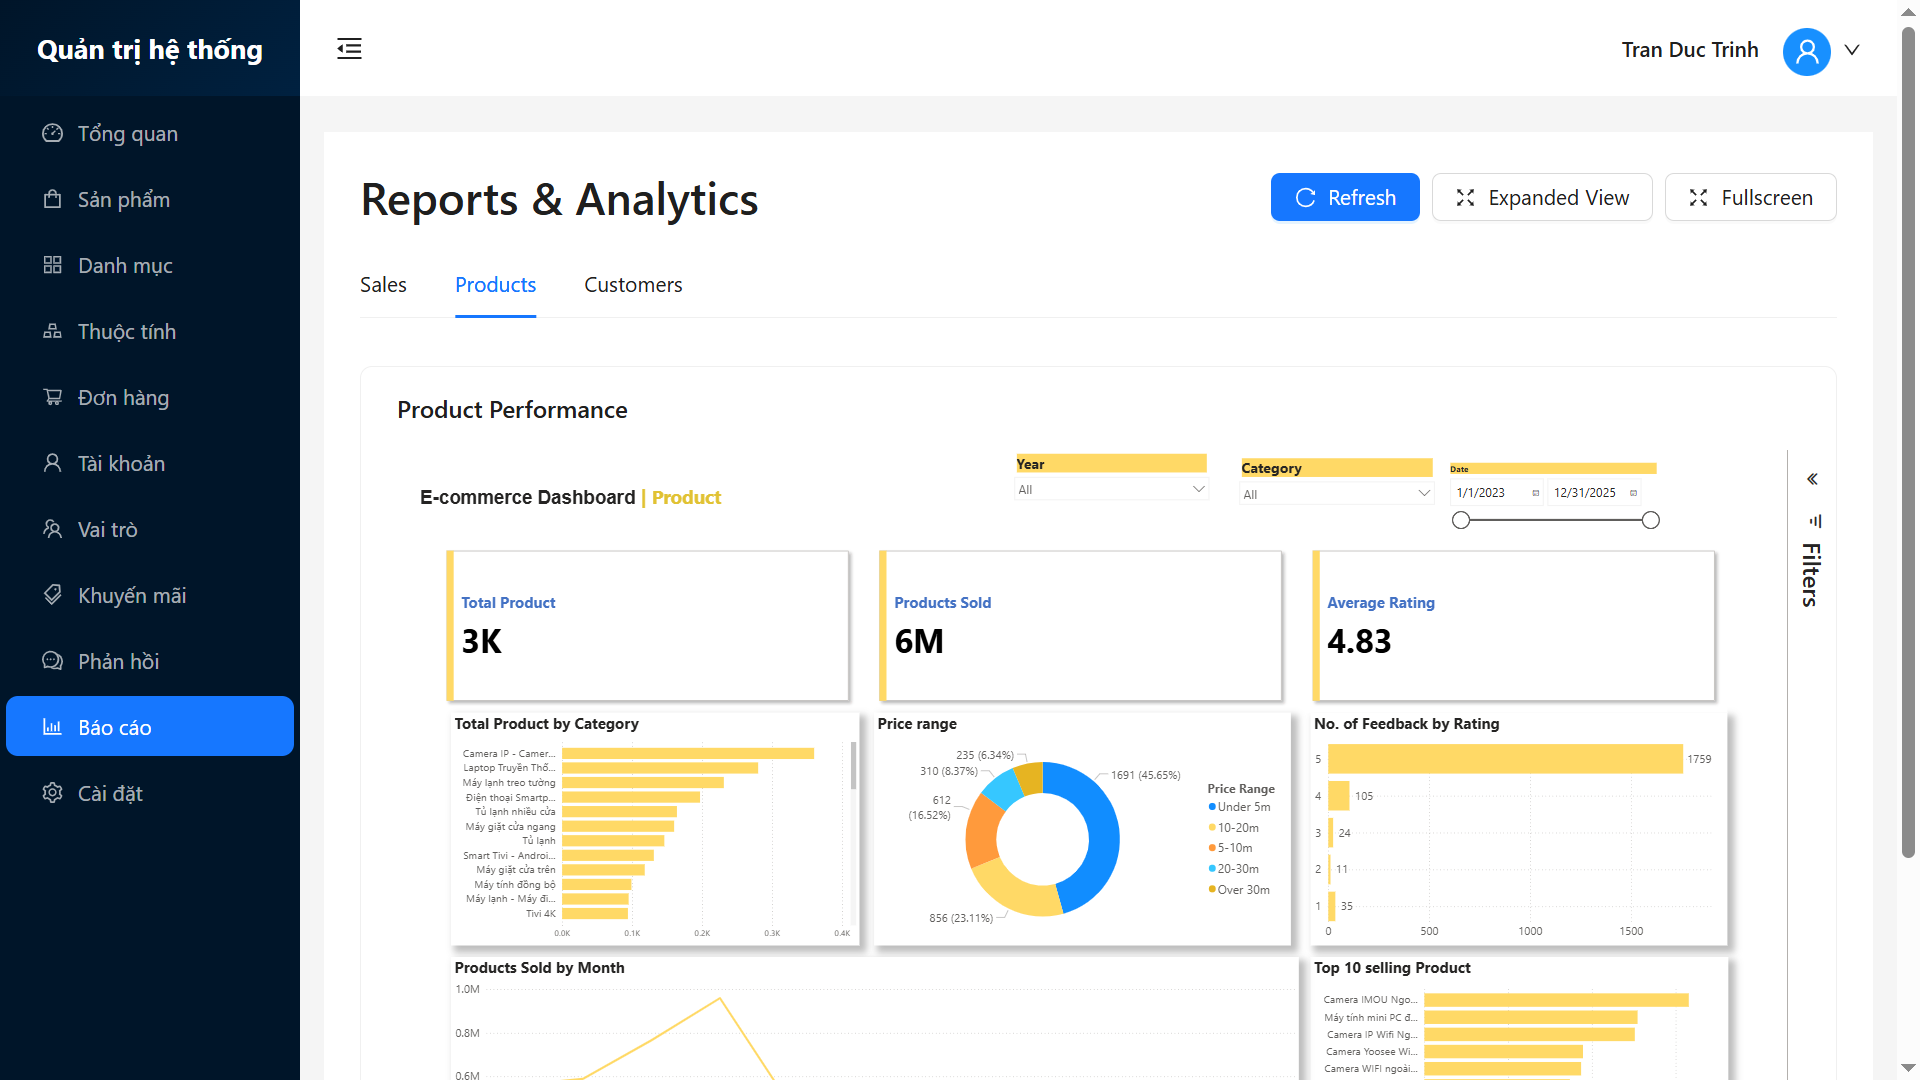 Quản trị hệ thống
Tổng quan
Sản phẩm
Danh mục
Thuộc tính
Đơn hàng
Tài khoản
Vai trò
Khuyến mãi
Phản hồi
Báo cáo
Cài đặt
Tran Duc Trinh
Reports & Analytics
Refresh
Expanded View
Fullscreen
Sales
Products
Customers
Product Performance
E-commerce Dashboard | Product
Year
All
Category
All
Date
1/1/2023
12/31/2025
Filters
Total Product
3K
Products Sold
6M
Average Rating
4.83
Total Product by Category
Camera IP - Camer...
Laptop Truyền Thố...
Máy lạnh treo tường
Điện thoại Smartp...
Tủ lạnh nhiều cửa
Máy giặt cửa ngang
Tủ lạnh
Smart Tivi - Androi...
Máy giặt cửa trên
Máy tính đồng bộ
Máy lạnh - Máy đi...
Tivi 4K
0.0K 0.1K 0.2K 0.3K 0.4K
Price range
235 (6.34%)
310 (8.37%)
612
(16.52%)
856 (23.11%)
1691 (45.65%)
Price Range
Under 5m
10-20m
5-10m
20-30m
Over 30m
No. of Feedback by Rating
5 1759
4 105
3 24
2 11
1 35
0 500 1000 1500
Products Sold by Month
1.0M
0.8M
0.6M
Top 10 selling Product
Camera IMOU Ngo...
Máy tính mini PC đ...
Camera IP Wifi Ng...
Camera Yoosee Wi...
Camera WIFI ngoài...